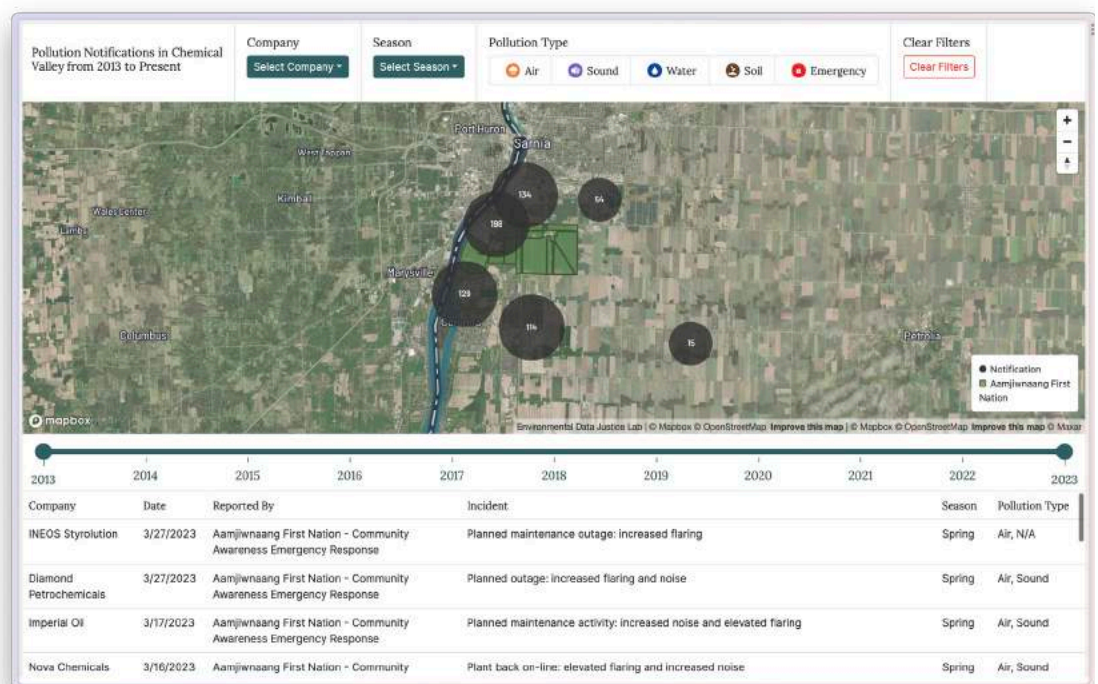 Pollution Notifications in Chemical
Valley from 2013 to Present
Company
Select Company
Season
Select Season
Pollution Type
Air
Sound
Water
Soil
Emergency
Clear Filters
Clear Filters
Port Huron
Sarnia
West Tappan
Kimball
Wales Center
Lambs
Marysville
Columbus
Petrolia
134
54
198
129
114
15
Notification
Aamjiwnaang First
Nation
mapbox
Environmental Data Justice Lab | © Mapbox © OpenStreetMap Improve this map | © Mapbox © OpenStreetMap Improve this map © Maxar
2013 2014 2015 2016 2017 2018 2019 2020 2021 2022 2023
Company Date Reported By Incident Season Pollution Type
INEOS Styrolution 3/27/2023 Aamjiwnaang First Nation - Community Planned maintenance outage: increased flaring Spring Air, N/A
Awareness Emergency Response
Diamond 3/27/2023 Aamjiwnaang First Nation - Community Planned outage: increased flaring and noise Spring Air, Sound
Petrochemicals Awareness Emergency Response
Imperial Oil 3/17/2023 Aamjiwnaang First Nation - Community Planned maintenance activity: increased noise and elevated flaring Spring Air, Sound
Awareness Emergency Response
Nova Chemicals 3/16/2023 Aamjiwnaang First Nation - Community Plant back on-line: elevated flaring and increased noise Spring Air, Sound